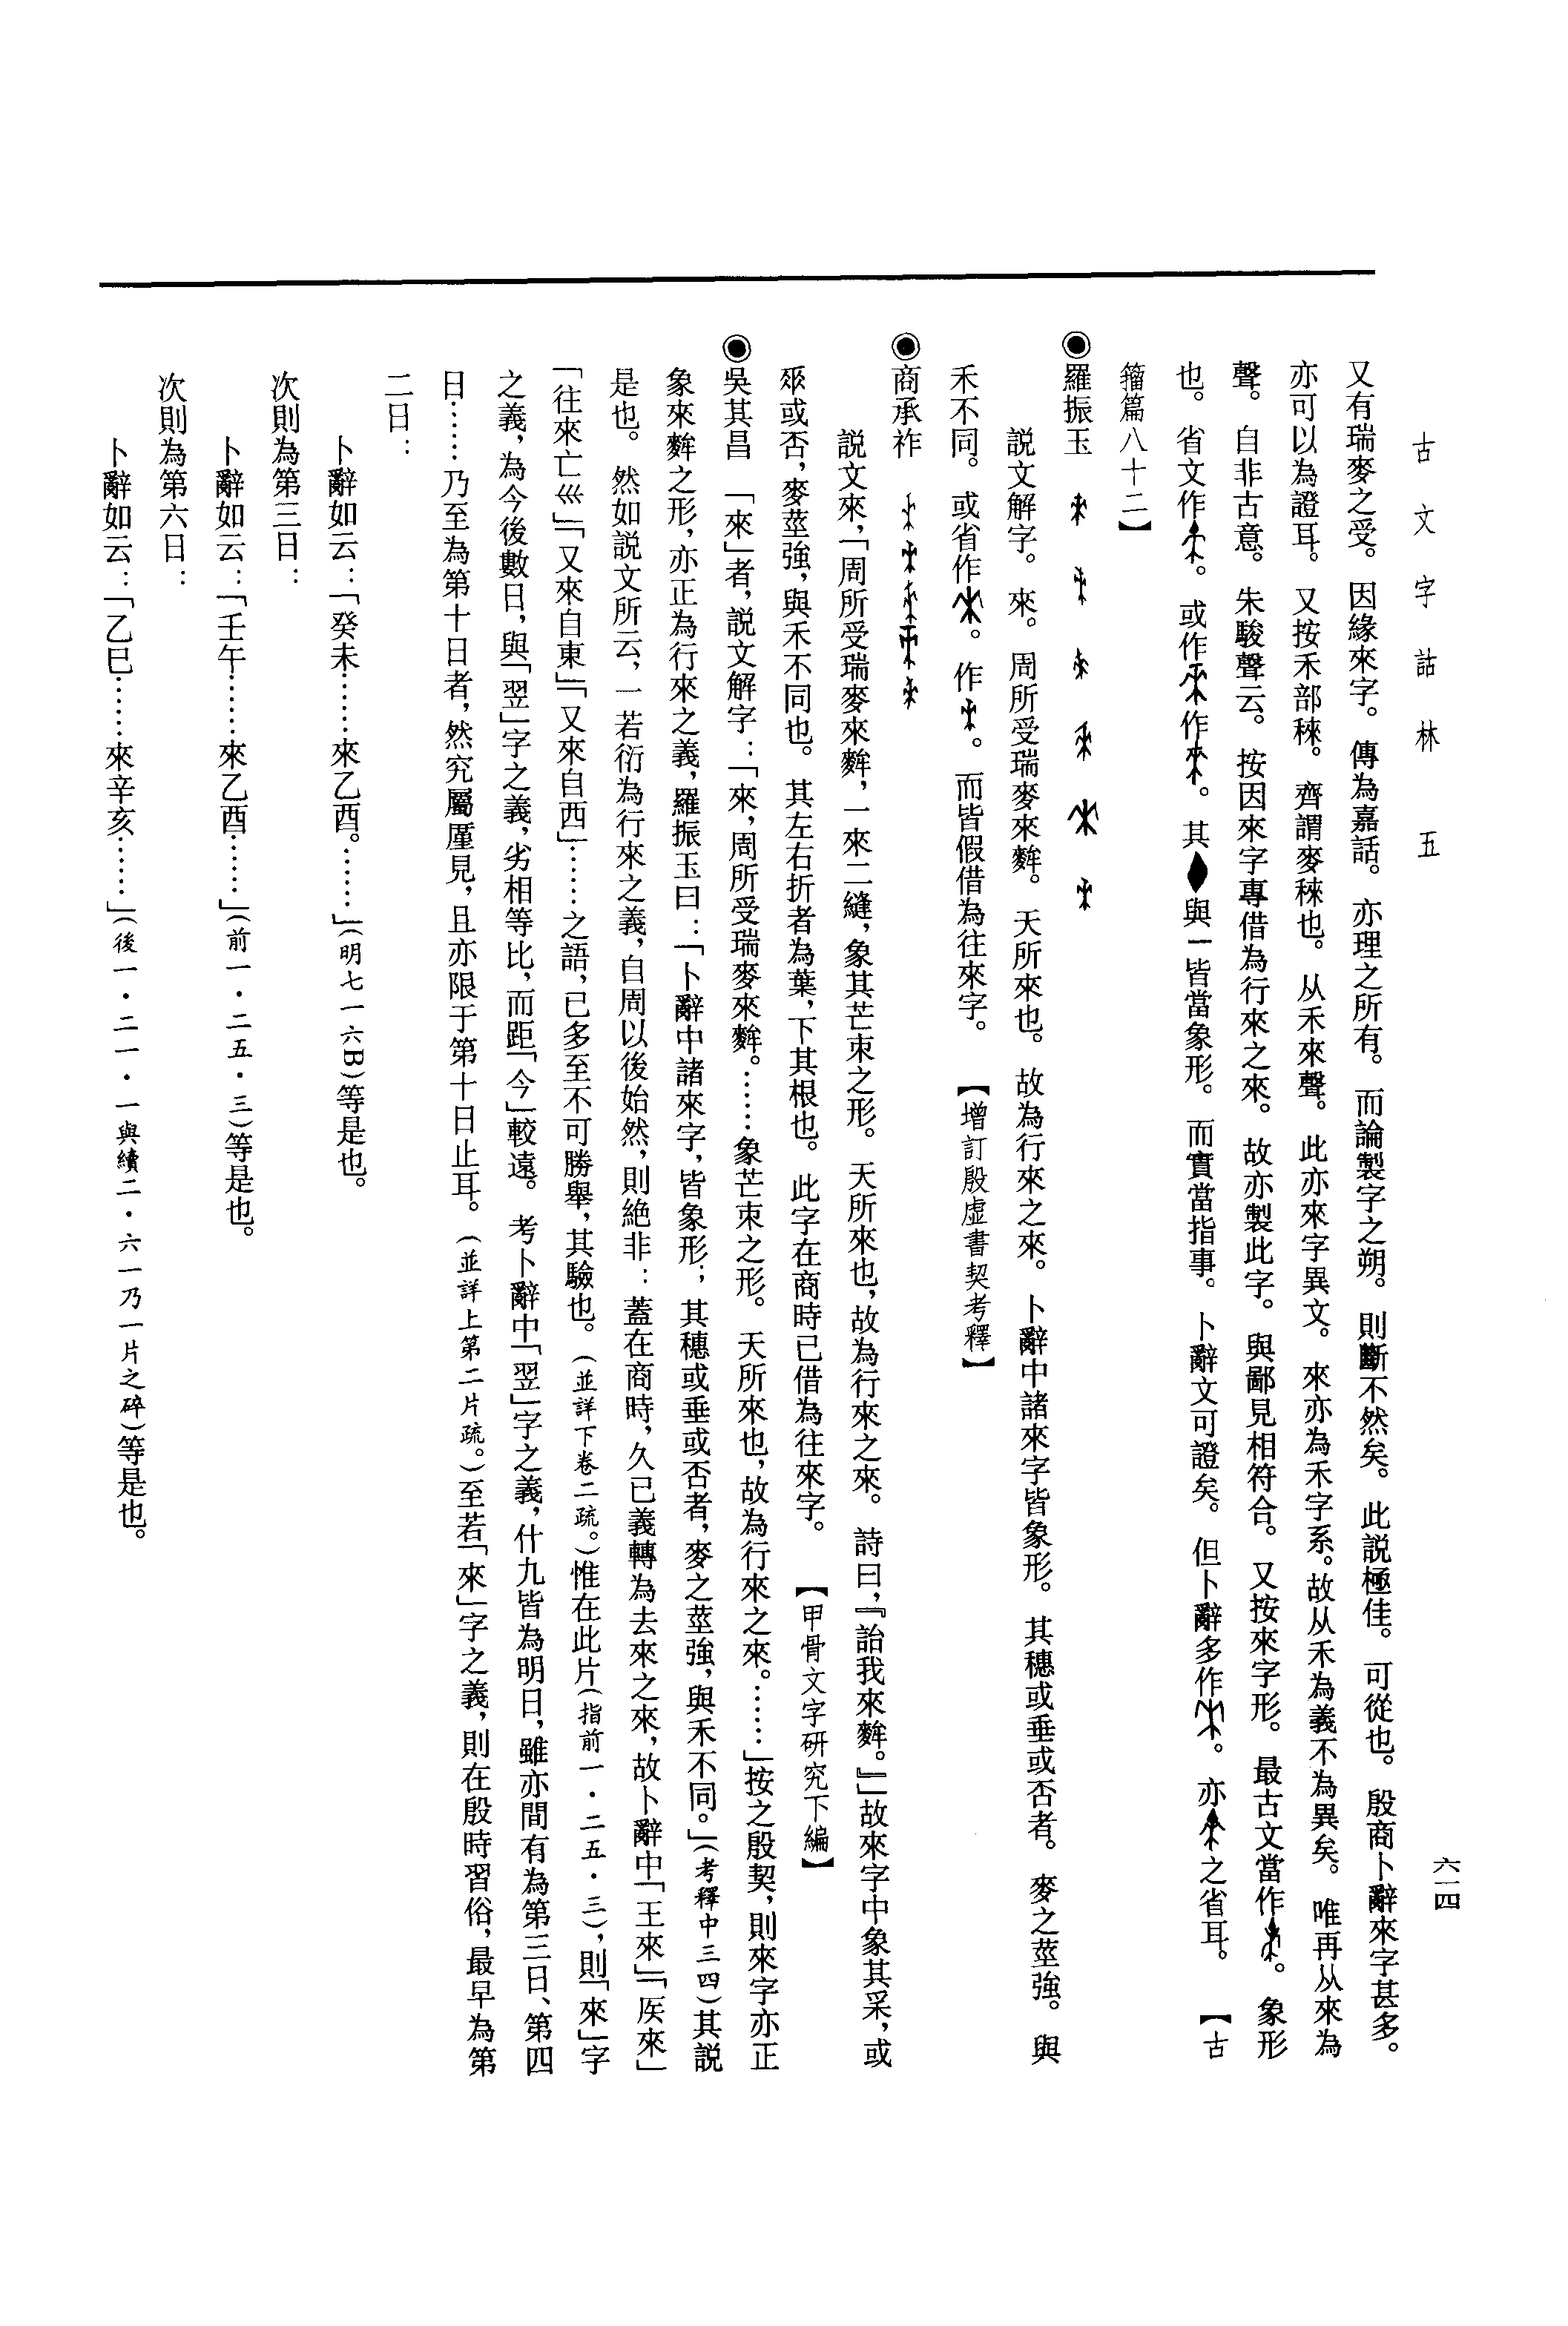 古文字詁林　五
六一四
又有瑞麥之受。因緣來字。傳為嘉話。亦理之所有。而論製字之朔。則斷不然矣。此説極佳。可從也。殷商卜辭來字甚多。
亦可以為證耳。又按禾部䅘。齊謂麥䅘也。从禾來聲。此亦來字異文。來亦為禾字系。故从禾為義不為異矣。唯再从來為
聲。自非古意。朱駿聲云。按因來字專借為行來之來。故亦製此字。與鄙見相符合。又按來字形。最古文當作。象形
也。省文作。或作作。其與一皆當象形。而實當指事。卜辭文可證矣。但卜辭多作。亦之省耳。【古
籀篇八十二】
◉羅振玉
説文解字。來。周所受瑞麥來麰。天所來也。故為行來之來。卜辭中諸來字皆象形。其穗或垂或否者。麥之莖強。與
禾不同。或省作。作。而皆假借為往來字。【增訂殷虛書契考釋】
◉商承祚
説文來，「周所受瑞麥來麰，一來二縫，象其芒朿之形。天所來也，故為行來之來。詩曰，『詒我來麰。』」故來字中象其采，或
𠂢或否，麥莖強，與禾不同也。其左右折者為葉，下其根也。此字在商時已借為往來字。【甲骨文字研究下編】
◉吳其昌　「來」者，説文解字：「來，周所受瑞麥來麰。……象芒朿之形。天所來也，故為行來之來。……」按之殷契，則來字亦正
象來麰之形，亦正為行來之義，羅振玉曰：「卜辭中諸來字，皆象形；其穗或垂或否者，麥之莖強，與禾不同。」（考釋中三四）其説
是也。然如説文所云，一若衍為行來之義，自周以後始然，則絶非：蓋在商時，久已義轉為去來之來，故卜辭中「王來」「㑨來」
「往來亡𡿧」「又來自東」「又來自西」……之語，已多至不可勝舉，其驗也。（並詳下卷二疏。）惟在此片（指前一·二五·三），則「來」字
之義，為今後數日，與「翌」字之義，劣相等比，而距「今」較遠。考卜辭中「翌」字之義，什九皆為明日，雖亦間有為第三日、第四
日……乃至為第十日者，然究屬厪見，且亦限于第十日止耳。（並詳上第二片疏。）至若「來」字之義，則在殷時習俗，最早為第
二日：
卜辭如云：「癸未……來乙酉。……」（明七一六B）等是也。
次則為第三日：
卜辭如云：「壬午……來乙酉……」（前一·二五·三）等是也。
次則為第六日：
卜辭如云：「乙巳……來辛亥……」（後一·二一·一與續二·六一乃一片之碎）等是也。